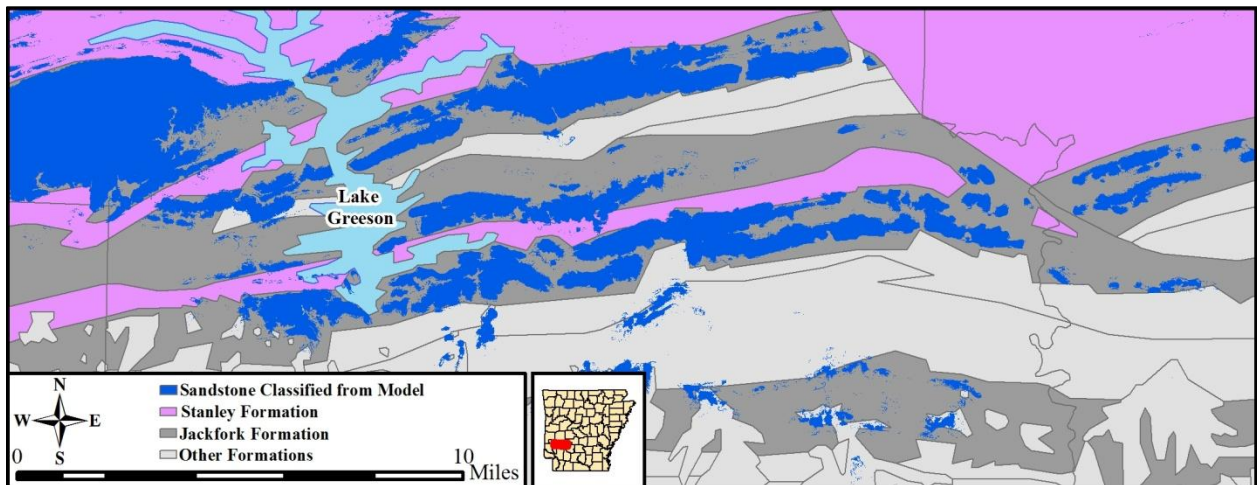 Lake
Greeson
N
W E
S
Sandstone Classified from Model
Stanley Formation
Jackfork Formation
Other Formations
0 10
Miles